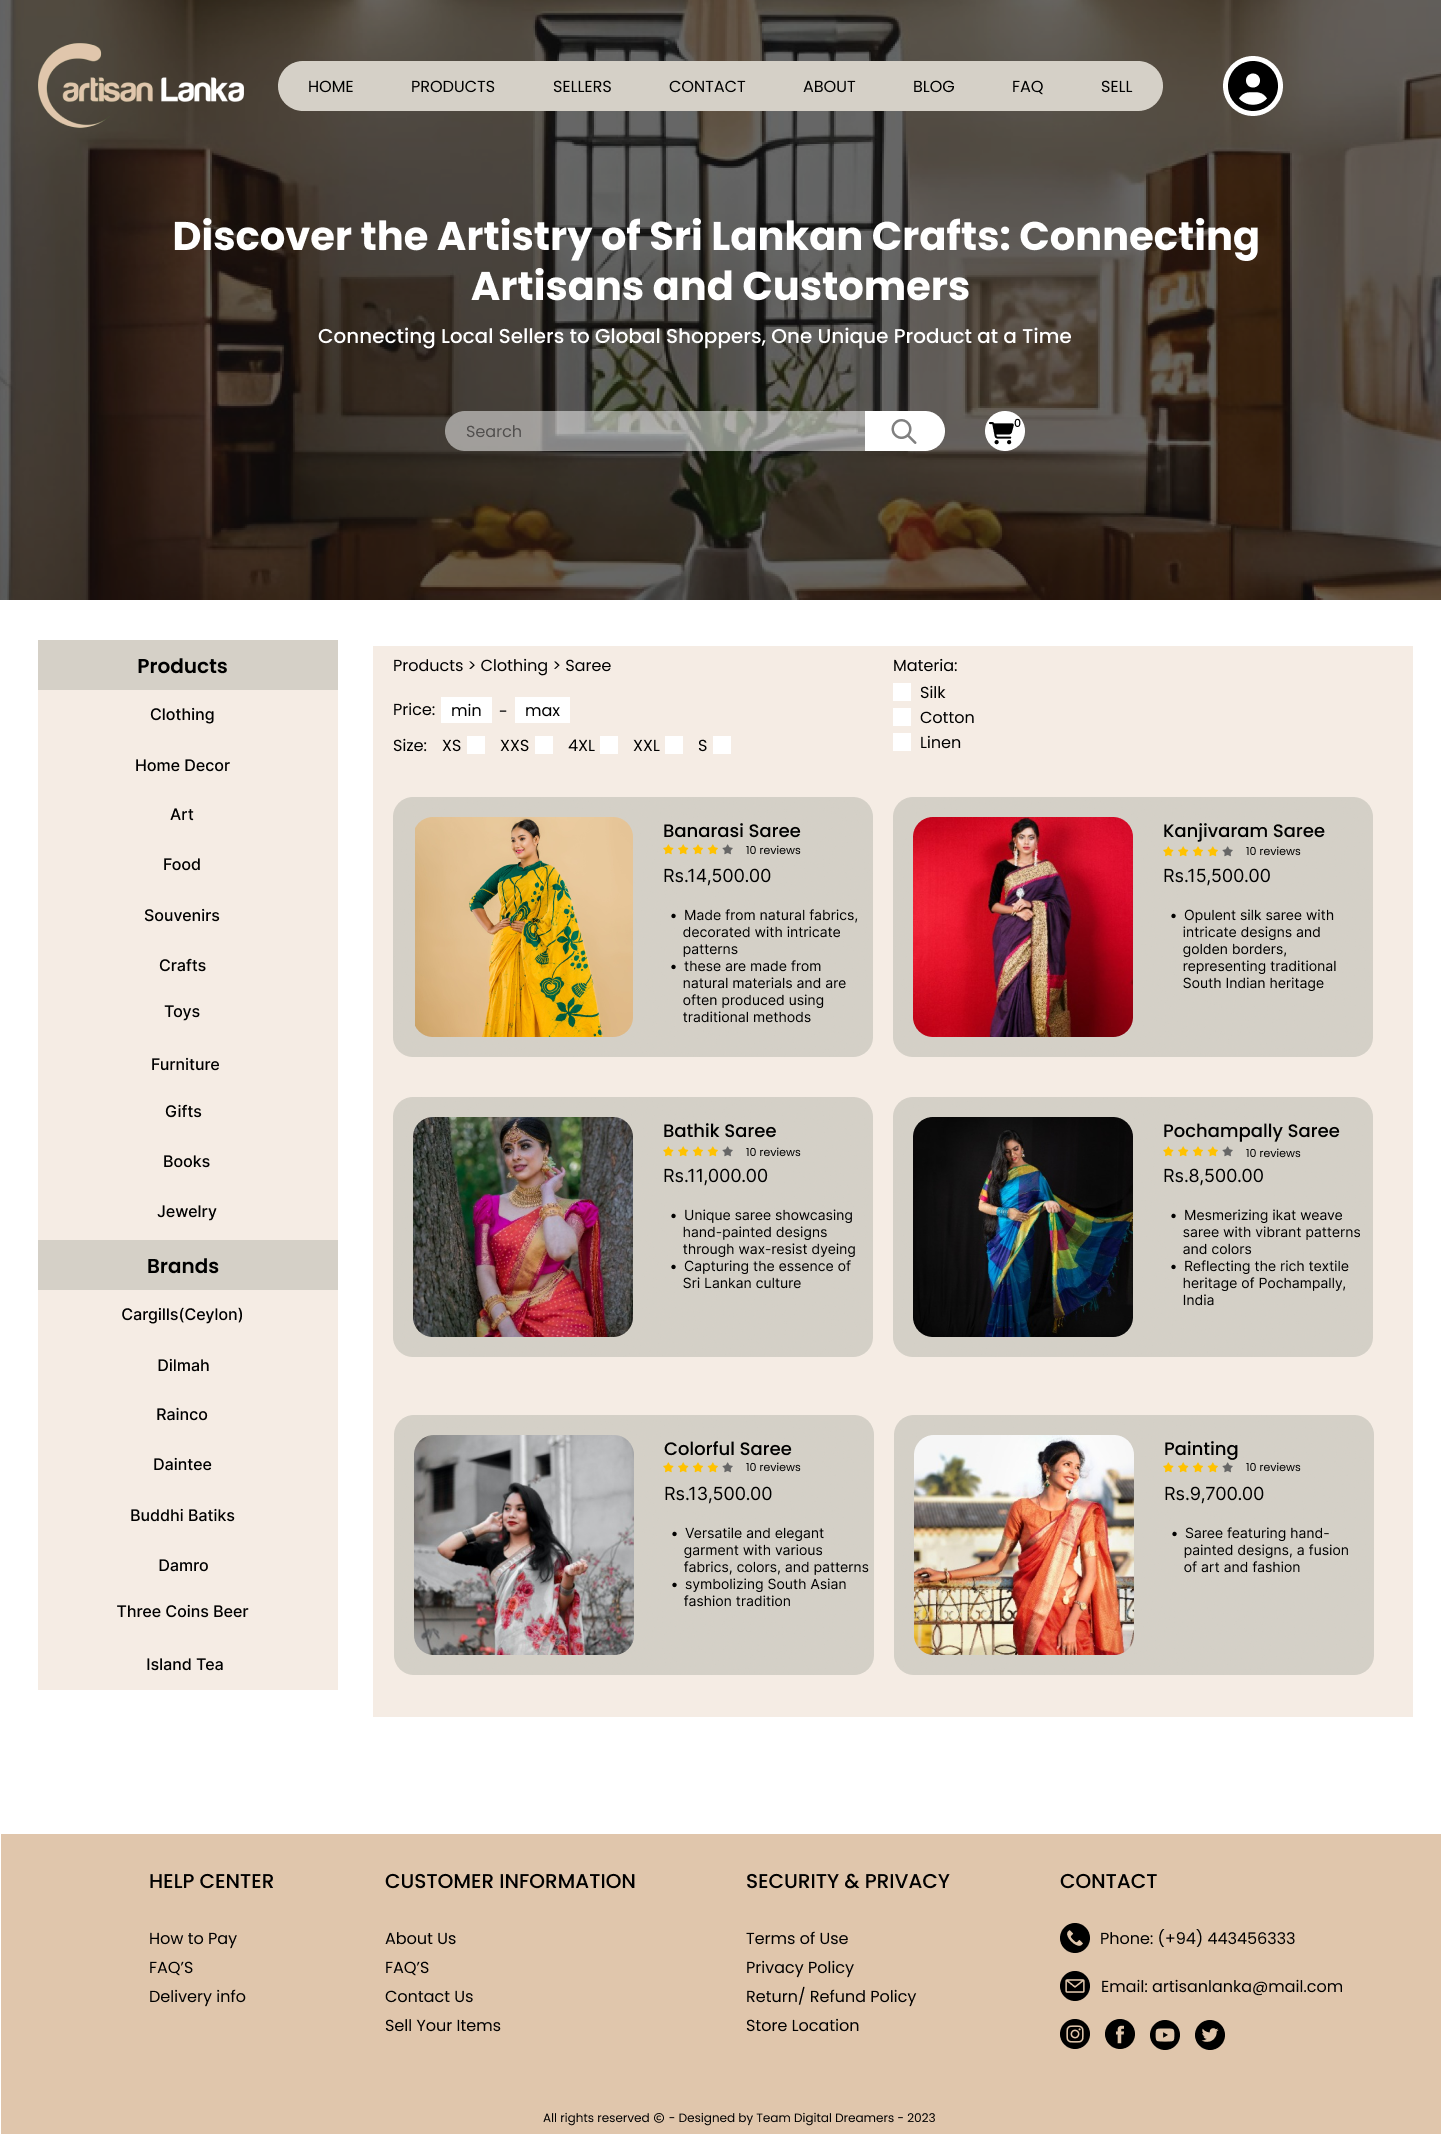 artisan Lanka
HOME PRODUCTS SELLERS CONTACT ABOUT BLOG FAQ SELL
Discover the Artistry of Sri Lankan Crafts: Connecting
Artisans and Customers
Connecting Local Sellers to Global Shoppers, One Unique Product at a Time
Search
0
Products
Clothing
Home Decor
Art
Food
Souvenirs
Crafts
Toys
Furniture
Gifts
Books
Jewelry
Brands
Cargills(Ceylon)
Dilmah
Rainco
Daintee
Buddhi Batiks
Damro
Three Coins Beer
Island Tea
Products > Clothing > Saree
Price: min - max
Size: XS XXS 4XL XXL S
Materia:
Silk
Cotton
Linen
Banarasi Saree
10 reviews
Rs.14,500.00
• Made from natural fabrics,
decorated with intricate
patterns
• these are made from
natural materials and are
often produced using
traditional methods
Kanjivaram Saree
10 reviews
Rs.15,500.00
• Opulent silk saree with
intricate designs and
golden borders,
representing traditional
South Indian heritage
Bathik Saree
10 reviews
Rs.11,000.00
• Unique saree showcasing
hand-painted designs
through wax-resist dyeing
• Capturing the essence of
Sri Lankan culture
Pochampally Saree
10 reviews
Rs.8,500.00
• Mesmerizing ikat weave
saree with vibrant patterns
and colors
• Reflecting the rich textile
heritage of Pochampally,
India
Colorful Saree
10 reviews
Rs.13,500.00
• Versatile and elegant
garment with various
fabrics, colors, and patterns
• symbolizing South Asian
fashion tradition
Painting
10 reviews
Rs.9,700.00
• Saree featuring hand-
painted designs, a fusion
of art and fashion
HELP CENTER
How to Pay
FAQ’S
Delivery info
CUSTOMER INFORMATION
About Us
FAQ’S
Contact Us
Sell Your Items
SECURITY & PRIVACY
Terms of Use
Privacy Policy
Return/ Refund Policy
Store Location
CONTACT
Phone: (+94) 443456333
Email: artisanlanka@mail.com
All rights reserved © - Designed by Team Digital Dreamers - 2023